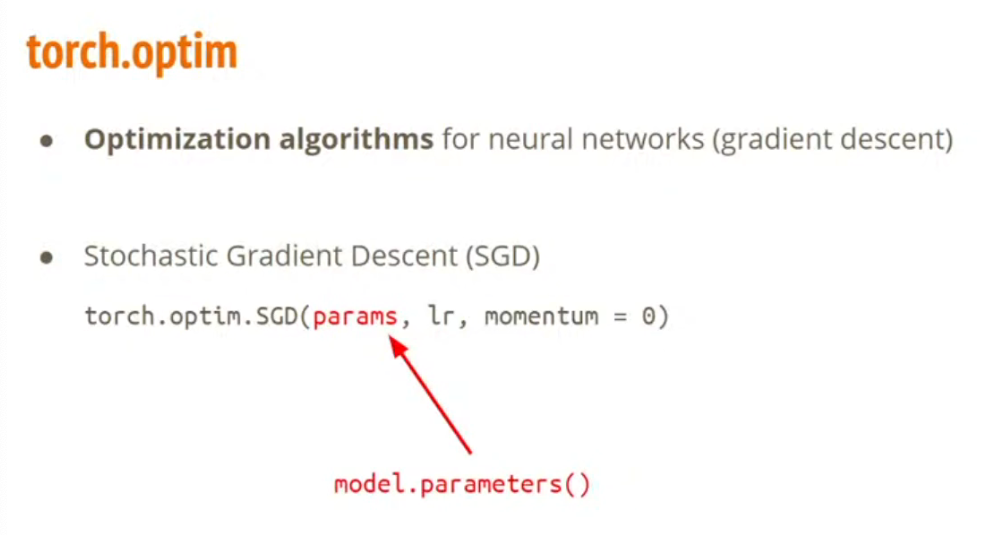 torch.optim
● Optimization algorithms for neural networks (gradient descent)
● Stochastic Gradient Descent (SGD)
torch.optim.SGD(params, lr, momentum = 0)
model.parameters()